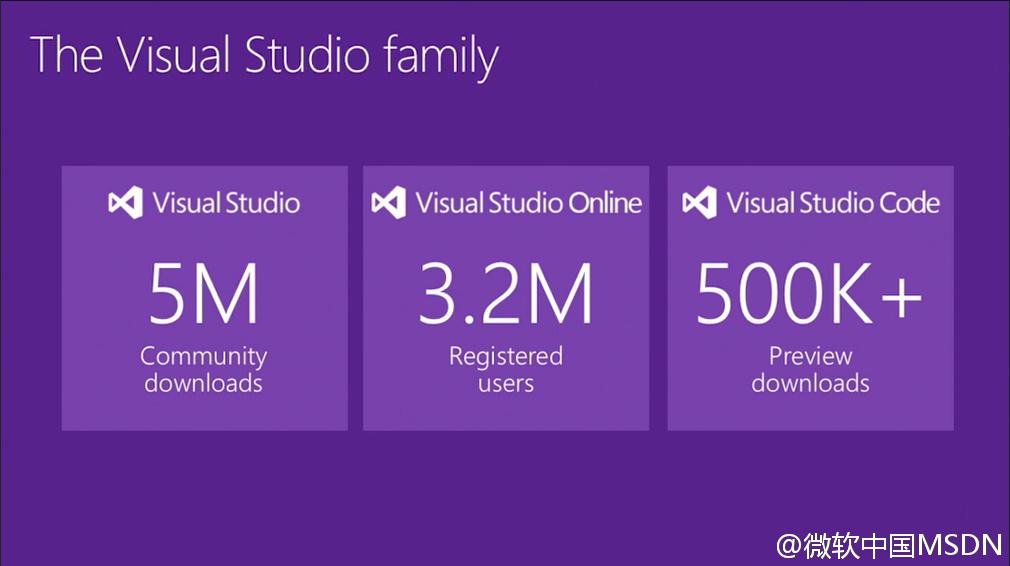 The Visual Studio family
Visual Studio
5M
Community
downloads
Visual Studio Online
3.2M
Registered
users
Visual Studio Code
500K+
Preview
downloads
@微软中国MSDN